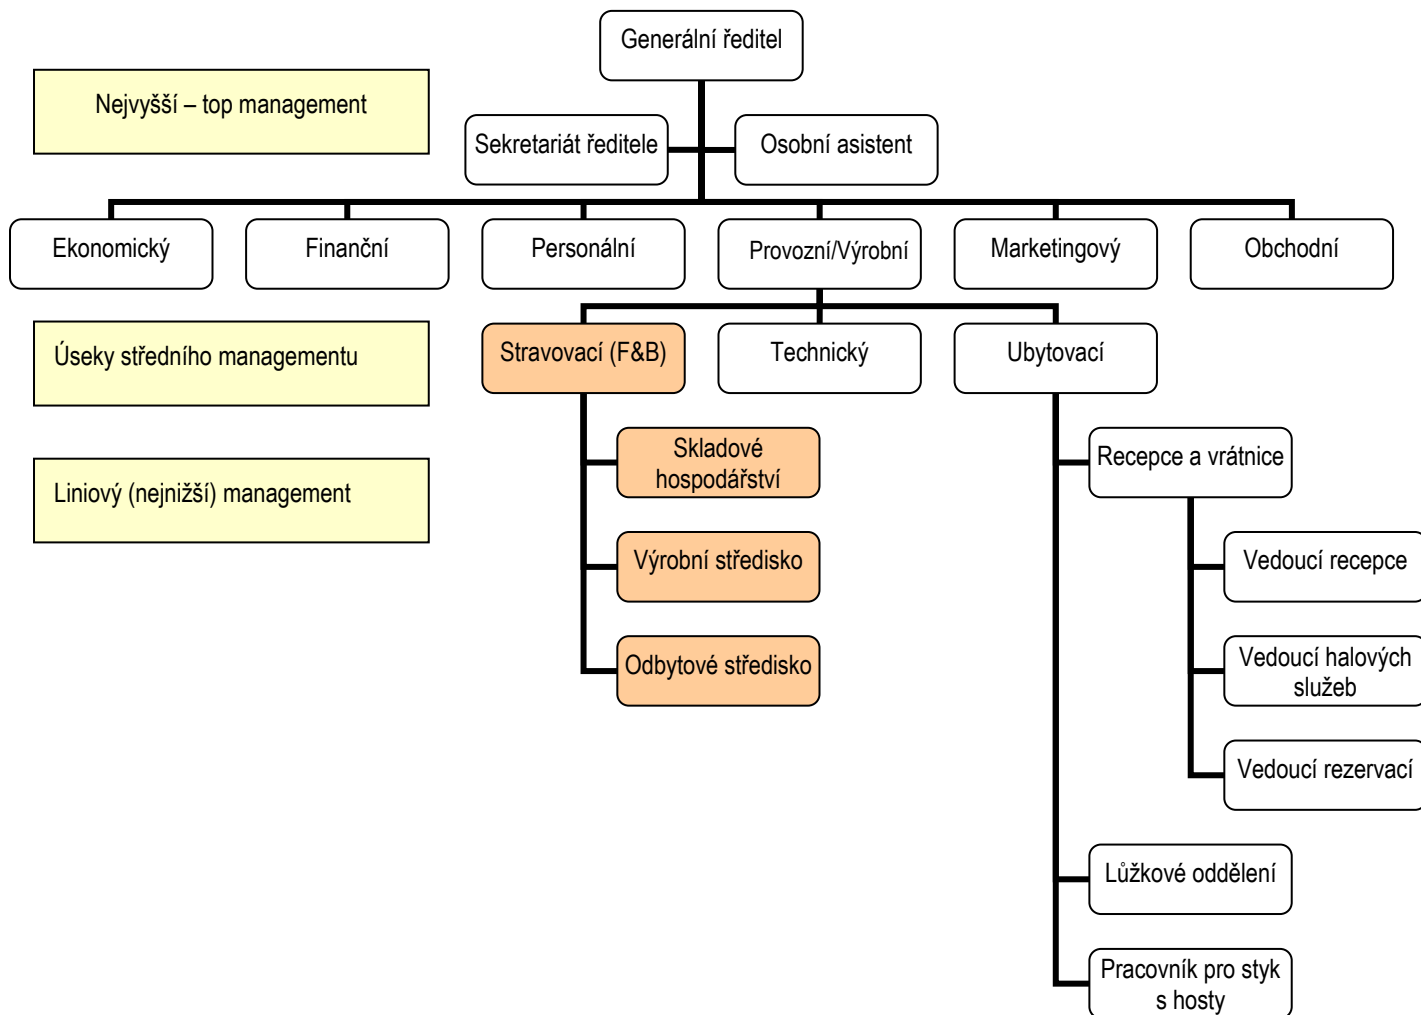 Generální ředitel
Nejvyšší – top management
Sekretariát ředitele
Osobní asistent
Ekonomický
Finanční
Personální
Provozní/Výrobní
Marketingový
Obchodní
Úseky středního managementu
Stravovací (F&B)
Technický
Ubytovací
Liniový (nejnižší) management
Skladové
hospodářství
Recepce a vrátnice
Výrobní středisko
Vedoucí recepce
Odbytové středisko
Vedoucí halových
služeb
Vedoucí rezervací
Lůžkové oddělení
Pracovník pro styk
s hosty